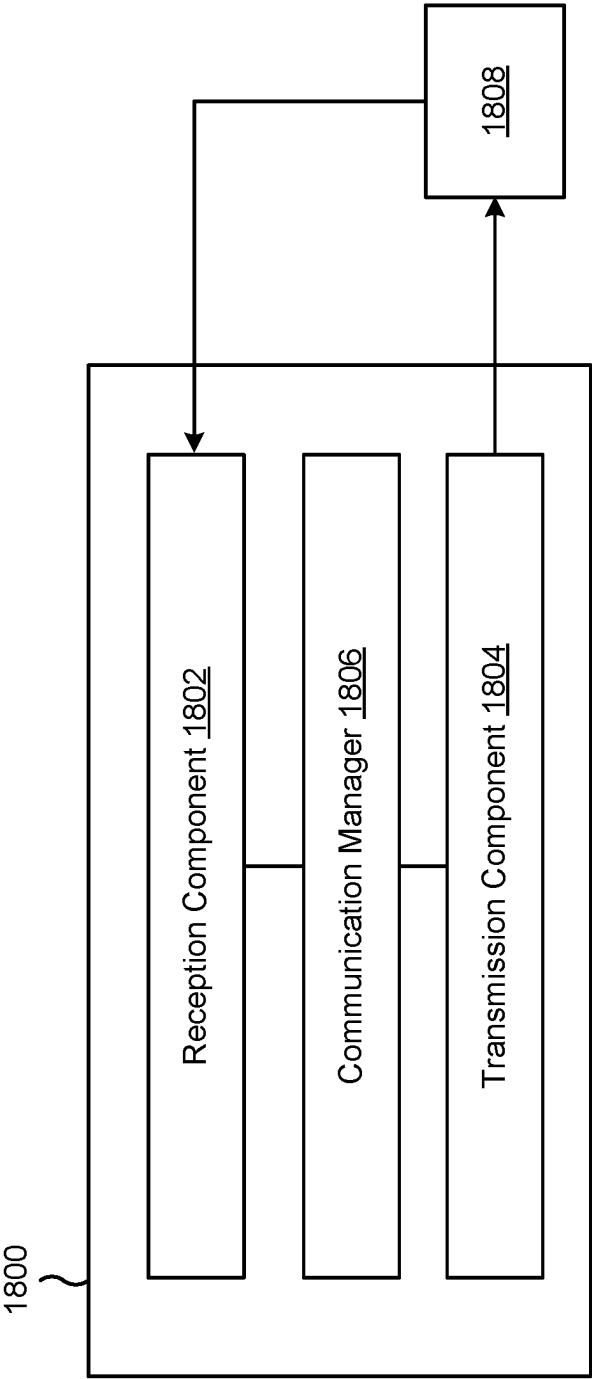 1800
Reception Component 1802
Communication Manager 1806
Transmission Component 1804
1808